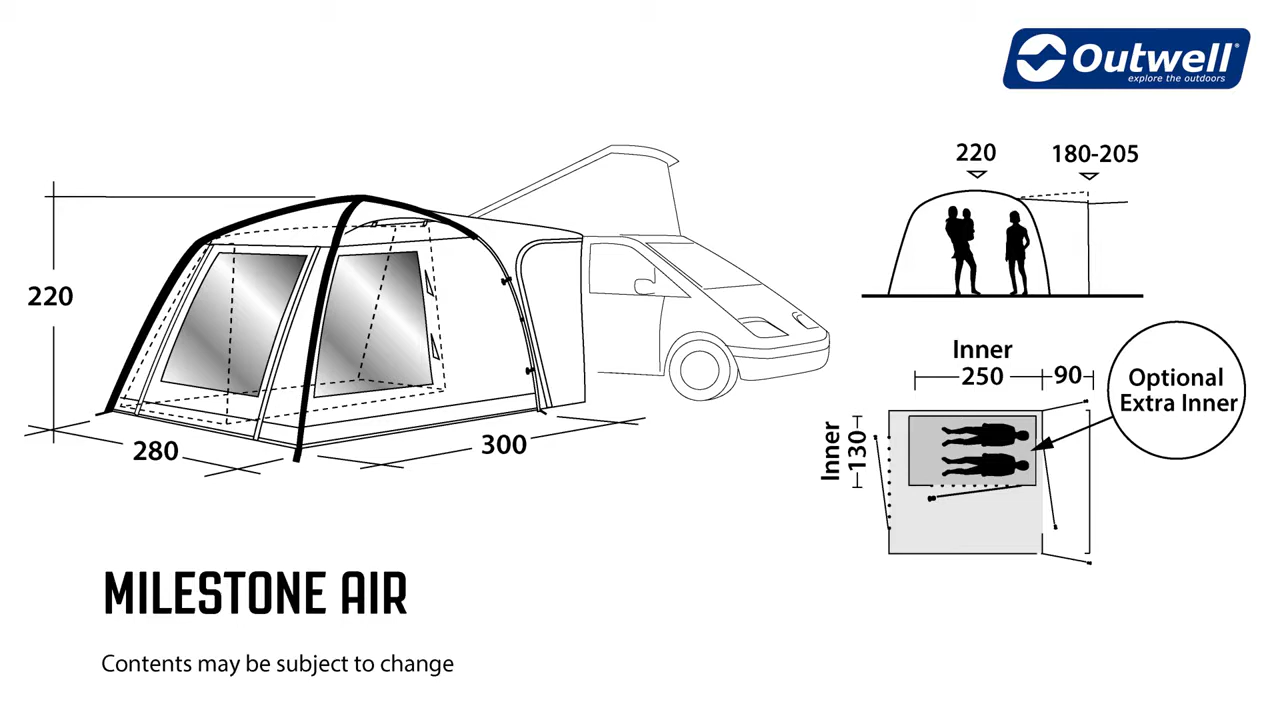 Outwell®
explore the outdoors
220
180-205
220
280
300
Inner
250
90
Optional
Extra Inner
Inner
130
MILESTONE AIR
Contents may be subject to change